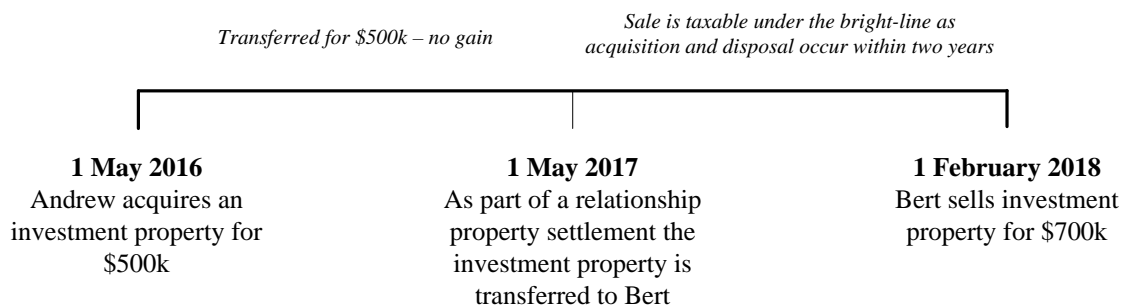 Transferred for $500k – no gain
Sale is taxable under the bright-line as
acquisition and disposal occur within two years
1 May 2016
Andrew acquires an
investment property for
$500k
1 May 2017
As part of a relationship
property settlement the
investment property is
transferred to Bert
1 February 2018
Bert sells investment
property for $700k